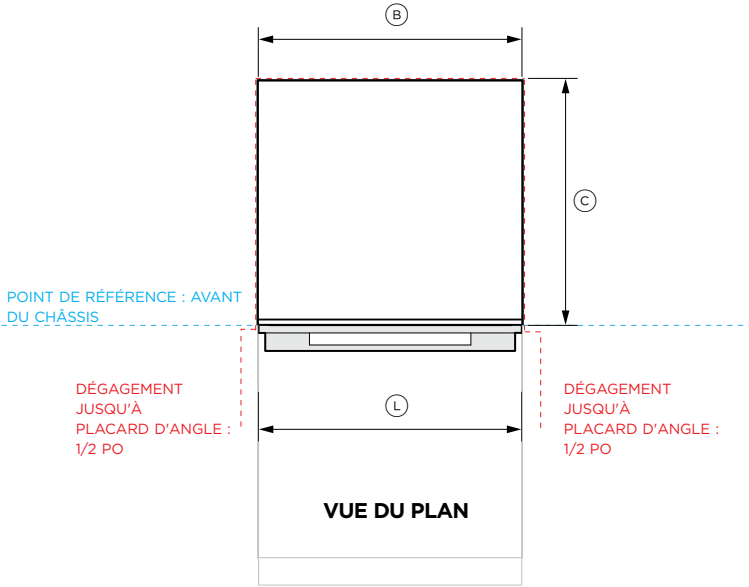 B
C
POINT DE RÉFÉRENCE : AVANT
DU CHÂSSIS
DÉGAGEMENT
JUSQU'À
PLACARD D'ANGLE :
1/2 PO
L
DÉGAGEMENT
JUSQU'À
PLACARD D'ANGLE :
1/2 PO
VUE DU PLAN